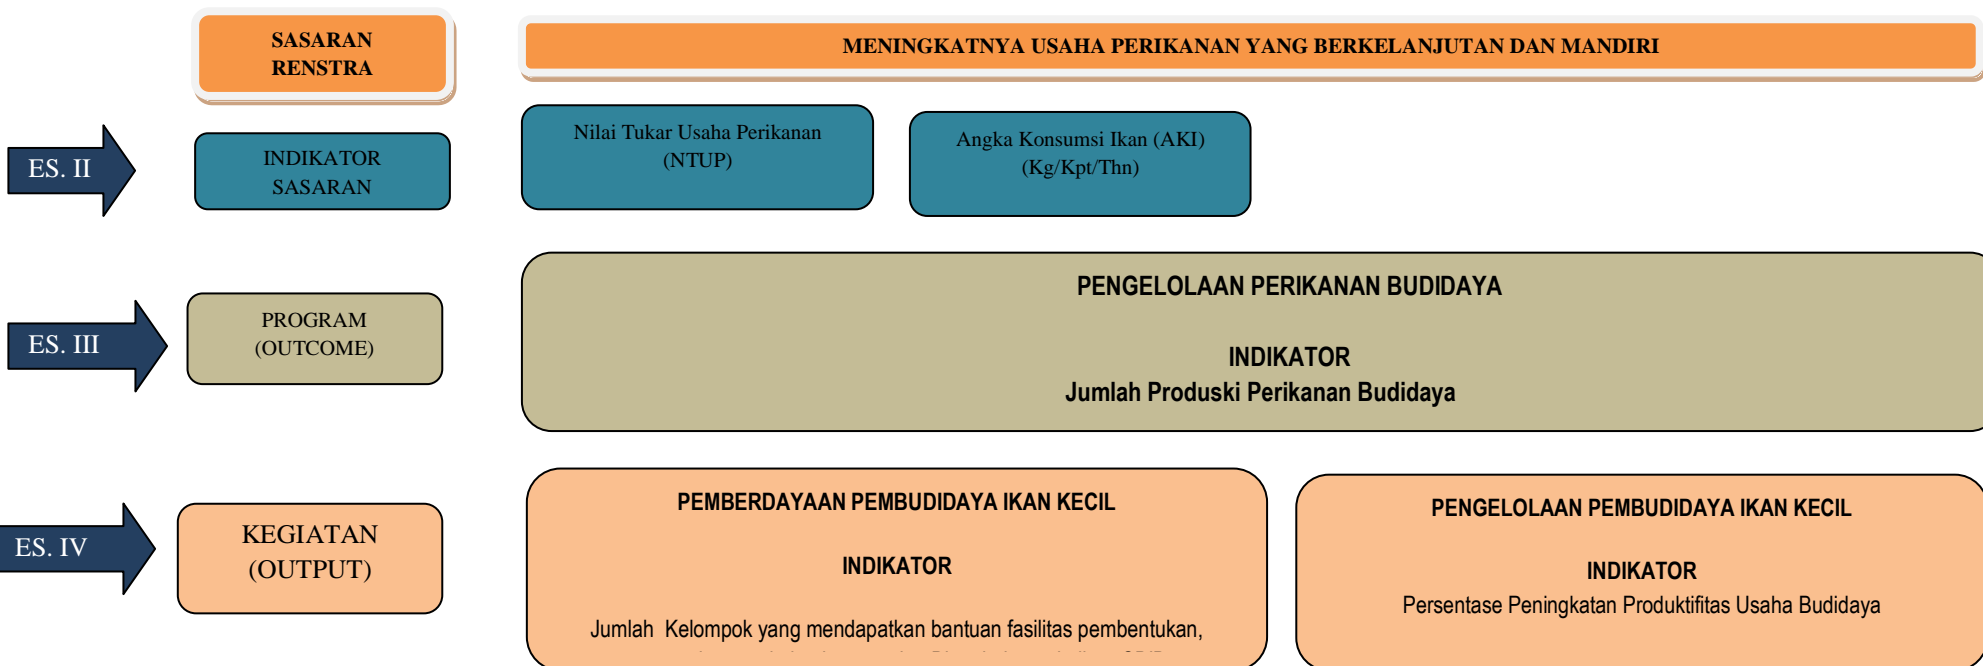 SASARAN
RENSTRA
MENINGKATNYA USAHA PERIKANAN YANG BERKELANJUTAN DAN MANDIRI
ES. II
INDIKATOR
SASARAN
Nilai Tukar Usaha Perikanan
(NTUP)
Angka Konsumsi Ikan (AKI)
(Kg/Kpt/Thn)
ES. III
PROGRAM
(OUTCOME)
PENGELOLAAN PERIKANAN BUDIDAYA
INDIKATOR
Jumlah Produski Perikanan Budidaya
ES. IV
KEGIATAN
(OUTPUT)
PEMBERDAYAAN PEMBUDIDAYA IKAN KECIL
INDIKATOR
Jumlah Kelompok yang mendapatkan bantuan fasilitas pembentukan,
PENGELOLAAN PEMBUDIDAYA IKAN KECIL
INDIKATOR
Persentase Peningkatan Produktifitas Usaha Budidaya